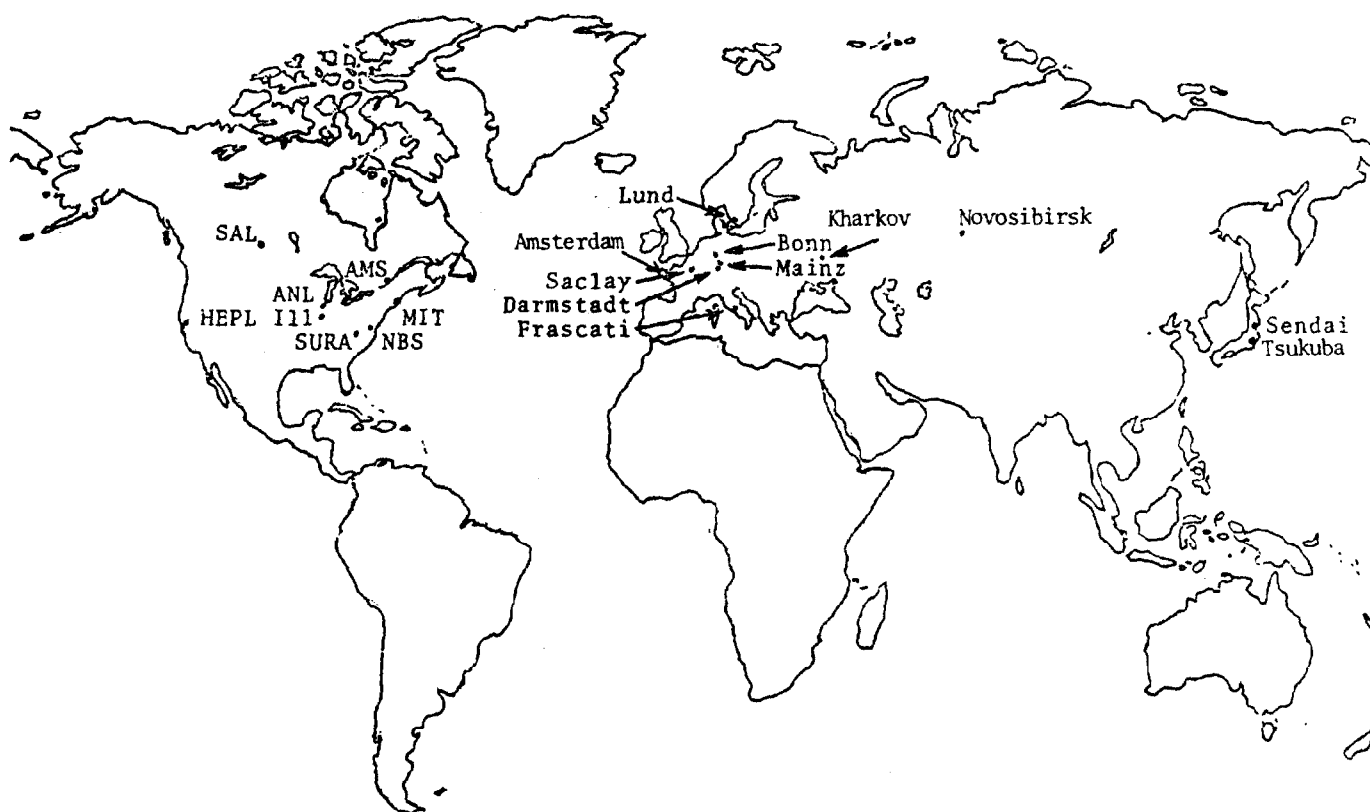 Lund
Kharkov
Novosibirsk
SAL
Amsterdam
Bonn
AMS
Saclay
Mainz
ANL
Darmstadt
HEPL Ill
MIT
Frascati
SURA
NBS
Sendai
Tsukuba